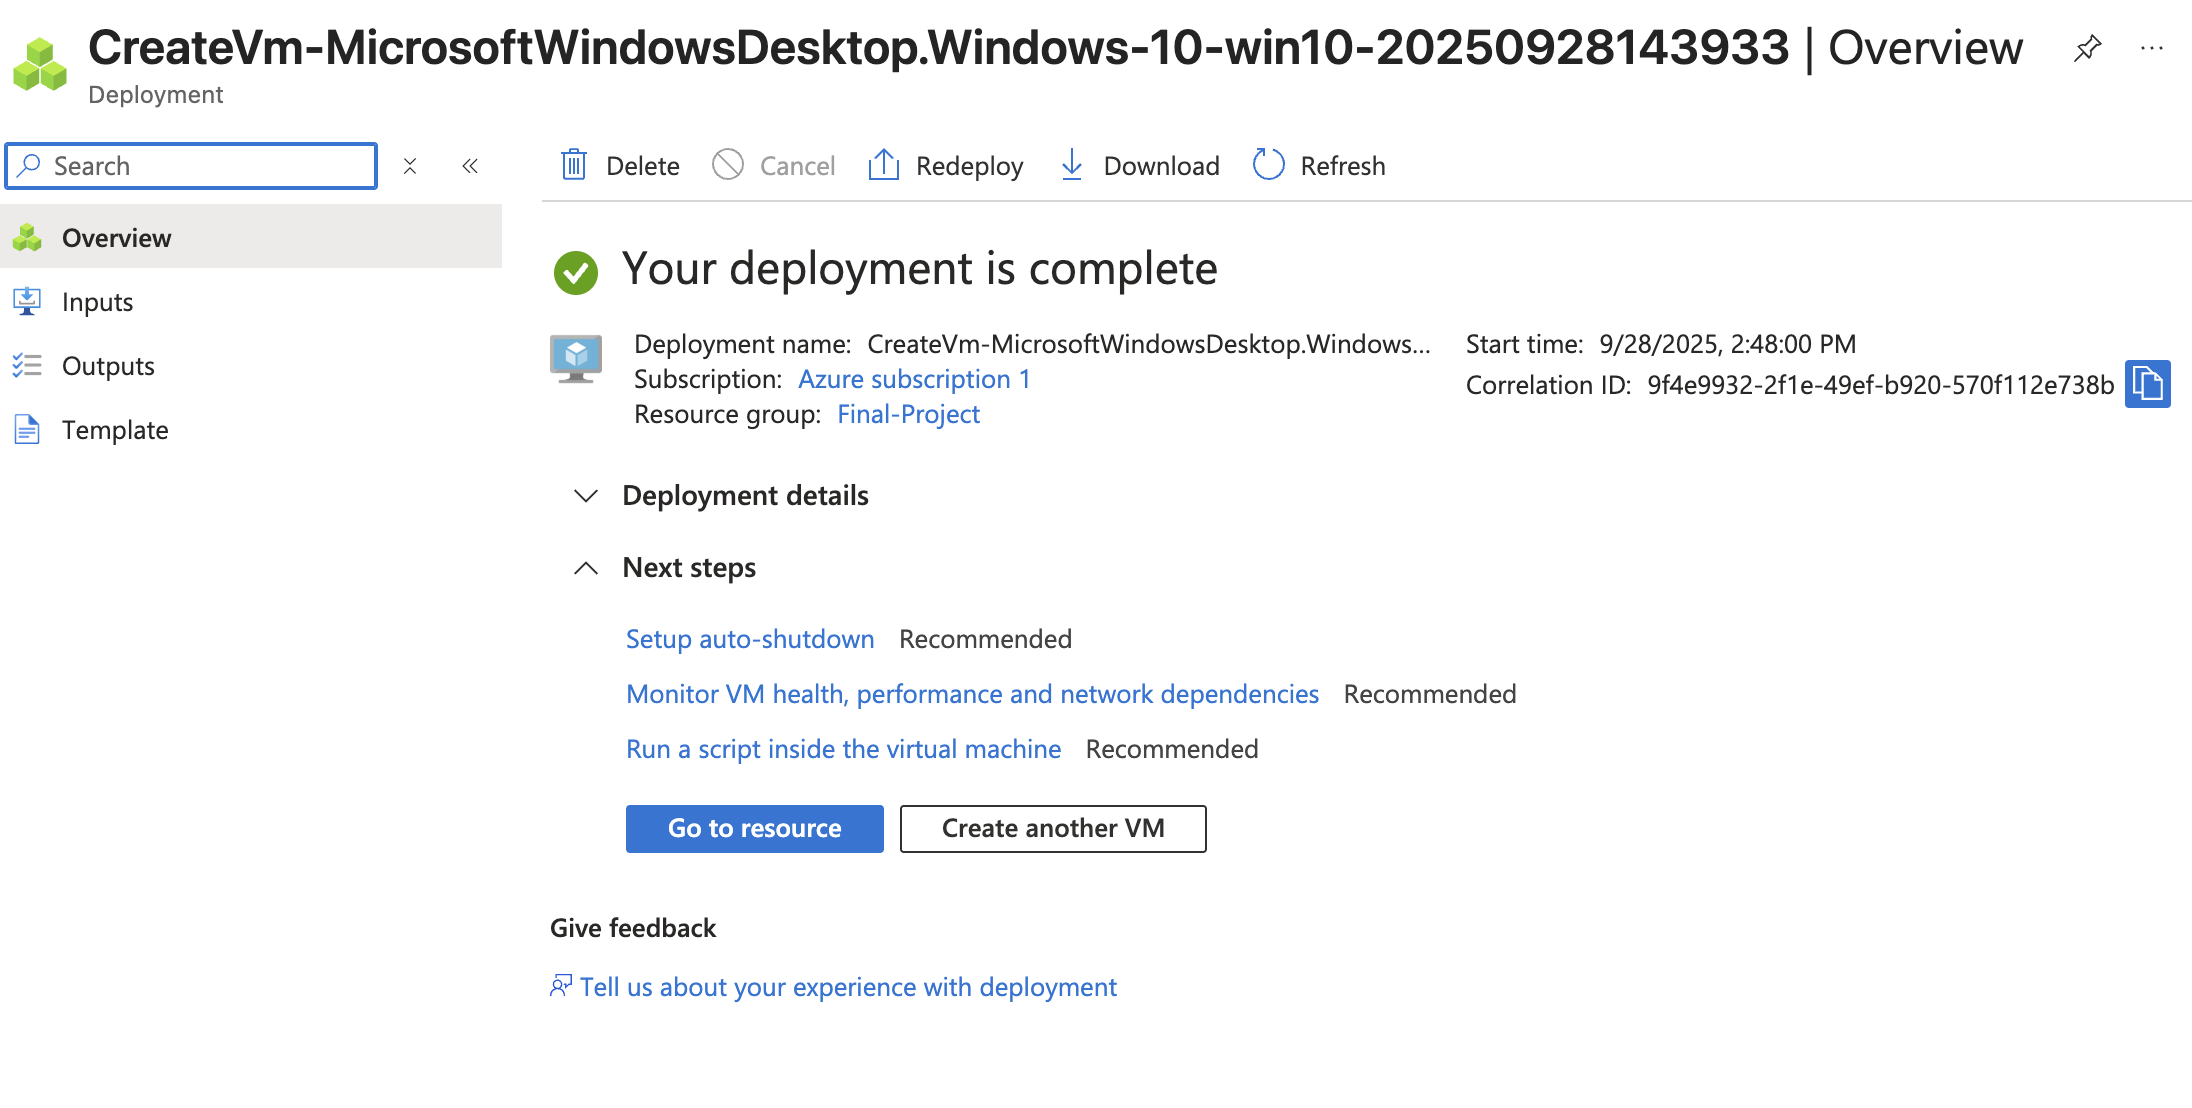 CreateVm-MicrosoftWindowsDesktop.Windows-10-win10-20250928143933 | Overview
Deployment
Search
Overview
Inputs
Outputs
Template
Delete
Cancel
Redeploy
Download
Refresh
Your deployment is complete
Deployment name: CreateVm-MicrosoftWindowsDesktop.Windows...
Subscription: Azure subscription 1
Resource group: Final-Project
Start time: 9/28/2025, 2:48:00 PM
Correlation ID: 9f4e9932-2f1e-49ef-b920-570f112e738b
Deployment details
Next steps
Setup auto-shutdown Recommended
Monitor VM health, performance and network dependencies Recommended
Run a script inside the virtual machine Recommended
Go to resource
Create another VM
Give feedback
Tell us about your experience with deployment